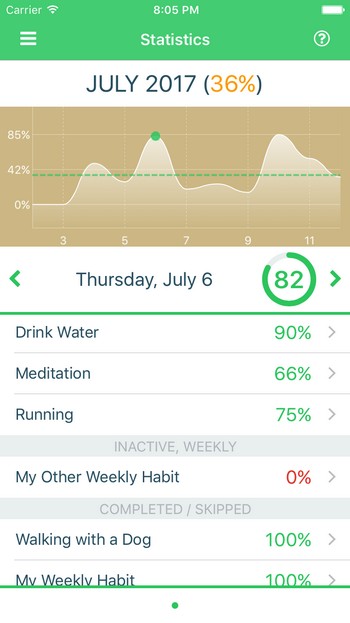 Carrier 8:05 PM
Statistics ?
JULY 2017 (36%)
85%
42%
0%
3 5 7 9 11
Thursday, July 6 82
Drink Water 90%
Meditation 66%
Running 75%
INACTIVE, WEEKLY
My Other Weekly Habit 0%
COMPLETED / SKIPPED
Walking with a Dog 100%
My Weekly Habit 100%